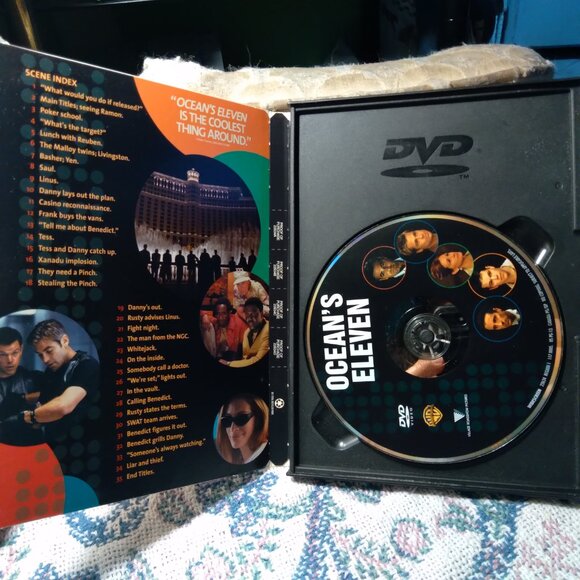 SCENE INDEX
1 "What would you do if released?"
2 Main Titles; seeing Ramon.
3 Poker school.
4 "What's the target?"
5 Lunch with Reuben.
6 The Malloy twins; Livingston.
7 Basher; Yen.
8 Saul.
9 Linus.
10 Danny lays out the plan.
11 Casino reconnaissance.
12 Frank buys the vans.
13 "Tell me about Benedict."
14 Tess.
15 Tess and Danny catch up.
16 Xanadu implosion.
17 They need a Pinch.
18 Stealing the Pinch.
19 Danny's out.
20 Rusty advises Linus.
21 Fight night.
22 The man from the NGC.
23 Whitejack.
24 On the inside.
25 Somebody call a doctor.
26 "We're set;" lights out.
27 In the vault.
28 Calling Benedict.
29 Rusty states the terms.
30 SWAT team arrives.
31 Benedict figures it out.
32 Benedict grills Danny.
33 "Someone's always watching."
34 Liar and thief.
35 End Titles.
"OCEAN'S ELEVEN
IS THE COOLEST
THING AROUND."
DVD
TM
OCEAN'S
ELEVEN
DVD
VIDEO
WB